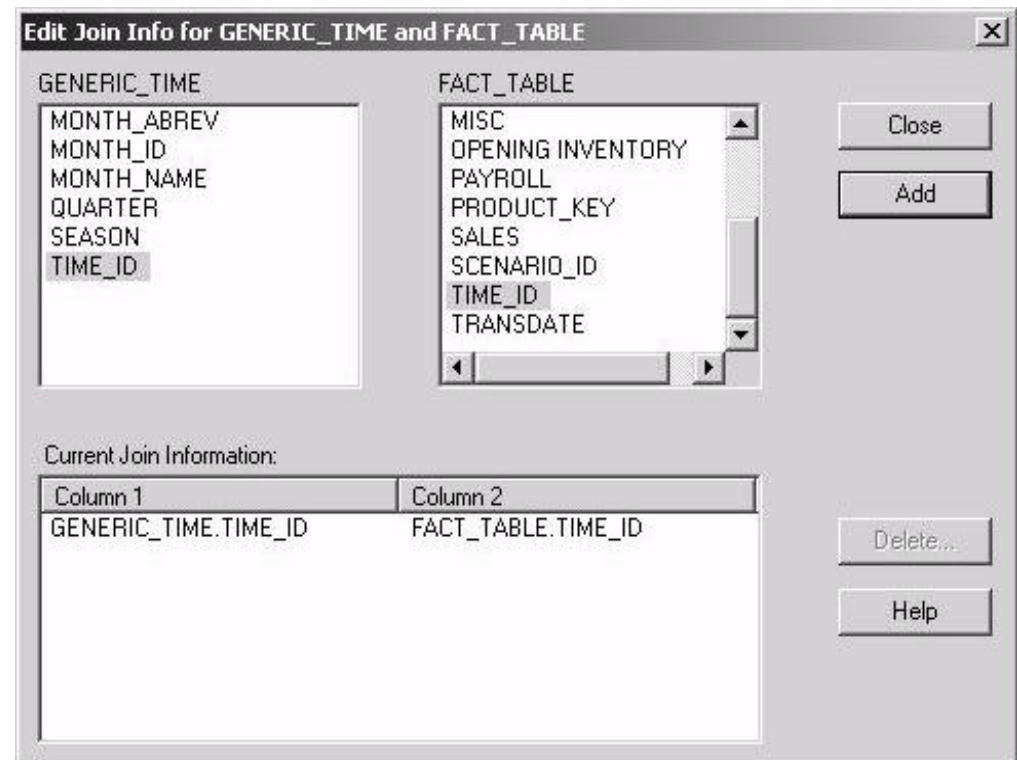 Edit Join Info for GENERIC_TIME and FACT_TABLE
GENERIC_TIME
MONTH_ABREV
MONTH_ID
MONTH_NAME
QUARTER
SEASON
TIME_ID
FACT_TABLE
MISC
OPENING INVENTORY
PAYROLL
PRODUCT_KEY
SALES
SCENARIO_ID
TIME_ID
TRANSDATE
Close
Add
Current Join Information:
Column 1 Column 2
GENERIC_TIME.TIME_ID FACT_TABLE.TIME_ID
Delete...
Help